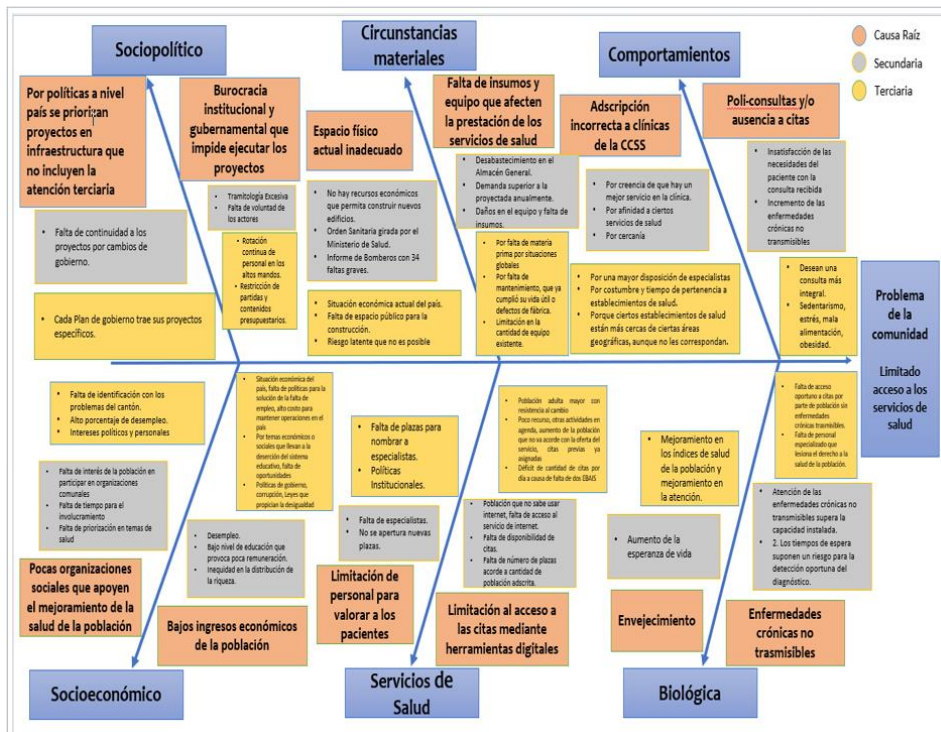 Sociopolítico
Circunstancias
materiales
Comportamientos
Causa Raíz
Secundaria
Terciaria
Por políticas a nivel
país se priorizan
proyectos en
infraestructura que
no incluyen la
atención terciaria
Burocracia
institucional y
gubernamental que
impide ejecutar los
proyectos
Espacio físico
actual inadecuado
Falta de insumos y
equipo que afecten
la prestación de los
servicios de salud
Adscripción
incorrecta a clínicas
de la CCSS
Poli-consultas y/o
ausencia a citas
• Falta de continuidad a los
proyectos por cambios de
gobierno.
• Tramitología Excesiva
• Falta de voluntad de
los actores
• No hay recursos económicos
que permita construir nuevos
edificios.
• Orden Sanitaria girada por el
Ministerio de Salud.
• Informe de Bomberos con 34
faltas graves.
• Desabastecimiento en el
Almacén General.
• Demanda superior a la
proyectada anualmente.
• Daños en el equipo y falta de
insumos.
• Por creencia de que hay un
mejor servicio en la clínica.
• Por afinidad a ciertos
servicios de salud
• Por cercanía
• Insatisfacción de las
necesidades del
paciente con la
consulta recibida
• Incremento de las
enfermedades
crónicas no
transmisibles
• Cada Plan de gobierno trae sus proyectos
específicos.
• Rotación
continua de
personal en los
altos mandos.
• Restricción de
partidas y
contenidos
presupuestarios.
• Situación económica actual del país.
• Falta de espacio público para la
construcción.
• Riesgo latente que no es posible
• Por falta de materia
prima por situaciones
globales
• Por falta de
mantenimiento, que ya
cumplió su vida útil o
defectos de fábrica.
• Limitación en la
cantidad de equipo
existente.
• Por una mayor disposición de especialistas
• Por costumbre y tiempo de pertenencia a
establecimientos de salud.
• Porque ciertos establecimientos de salud
están más cercas de ciertas áreas
geográficas, aunque no les correspondan.
• Desean una
consulta más
integral.
• Sedentarismo,
estrés, mala
alimentación,
obesidad.
Problema
de la
comunidad
Limitado
acceso a los
servicios de
salud
• Falta de identificación con los
problemas del cantón.
• Alto porcentaje de desempleo.
• Intereses políticos y personales
• Situación económica del
país, falta de políticas para la
solución de la falta de
empleo, alto costo para
mantener operaciones en el
país
• Por temas económicos o
sociales que llevan a la
deserción del sistema
educativo, falta de
oportunidades
• Políticas de gobierno,
corrupción, Leyes que
propician la desigualdad
• Falta de plazas para
nombrar a
especialistas.
• Políticas
Institucionales.
• Población adulta mayor con
resistencia al cambio
• Poco recurso, otras actividades en
agenda, aumento de la población
que no va acorde con la oferta del
servicio, citas previas ya
asignadas
• Déficit de cantidad de citas por
día a causa de falta de dos EBAIS
• Mejoramiento en
los índices de salud
de la población y
mejoramiento en
la atención.
• Falta de acceso
oportuno a citas por
parte de población sin
enfermedades
crónicas trasmisibles.
• Falta de personal
especializado que
lesiona el derecho a la
salud de la población.
• Falta de interés de la población en
participar en organizaciones
comunales
• Falta de tiempo para el
involucramiento
• Falta de priorización en temas de
salud
• Desempleo.
• Bajo nivel de educación que
provoca poca remuneración.
• Inequidad en la distribución de
la riqueza.
• Falta de especialistas.
• No se apertura nuevas
plazas.
• Población que no sabe usar
internet, falta de acceso al
servicio de internet.
• Falta de disponibilidad de
citas.
• Falta de número de plazas
acorde a cantidad de
población adscrita.
• Aumento de la
esperanza de vida
• Atención de las
enfermedades crónicas no
transmisibles supera la
capacidad instalada.
• 2. Los tiempos de espera
suponen un riesgo para la
detección oportuna del
diagnóstico.
Pocas organizaciones
sociales que apoyen
el mejoramiento de la
salud de la población
Bajos ingresos económicos
de la población
Limitación de
personal para
valorar a los
pacientes
Limitación al acceso a
las citas mediante
herramientas digitales
Envejecimiento
Enfermedades
crónicas no
trasmisibles
Socioeconómico
Servicios de
Salud
Biológica